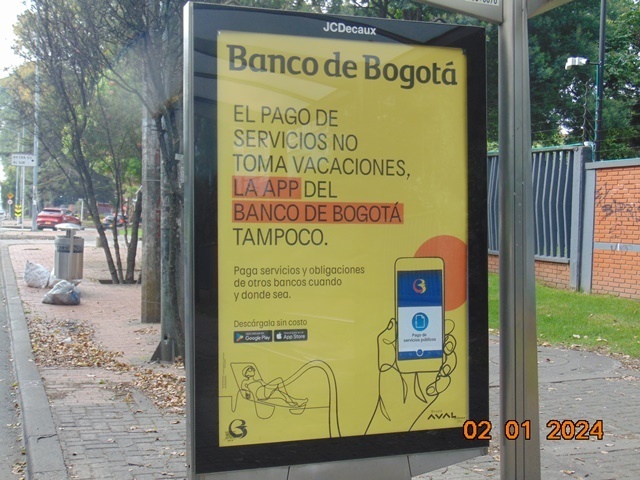 JCDecaux
Banco de Bogotá
EL PAGO DE
SERVICIOS NO
TOMA VACACIONES,
LA APP DEL
BANCO DE BOGOTÁ
TAMPOCO.
Paga servicios y obligaciones
de otros bancos cuando
y donde sea.
Descárgala sin costo
Google Play
App Store
Pago de
servicios públicos
AVAL
02 01 2024